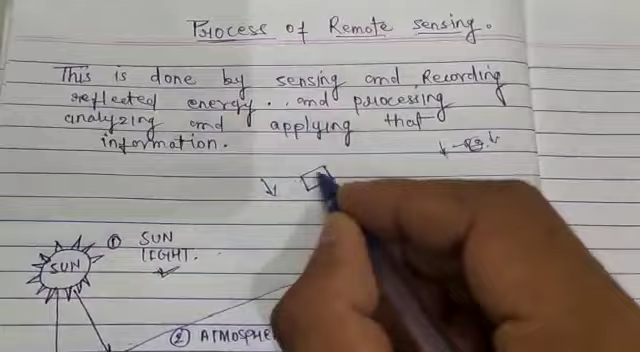 Process of Remote sensing.
This is done by sensing and Recording
reflected energy.. and processing
analyzing and applying that
information.
① SUN
LIGHT.
SUN
② ATMOSPHE